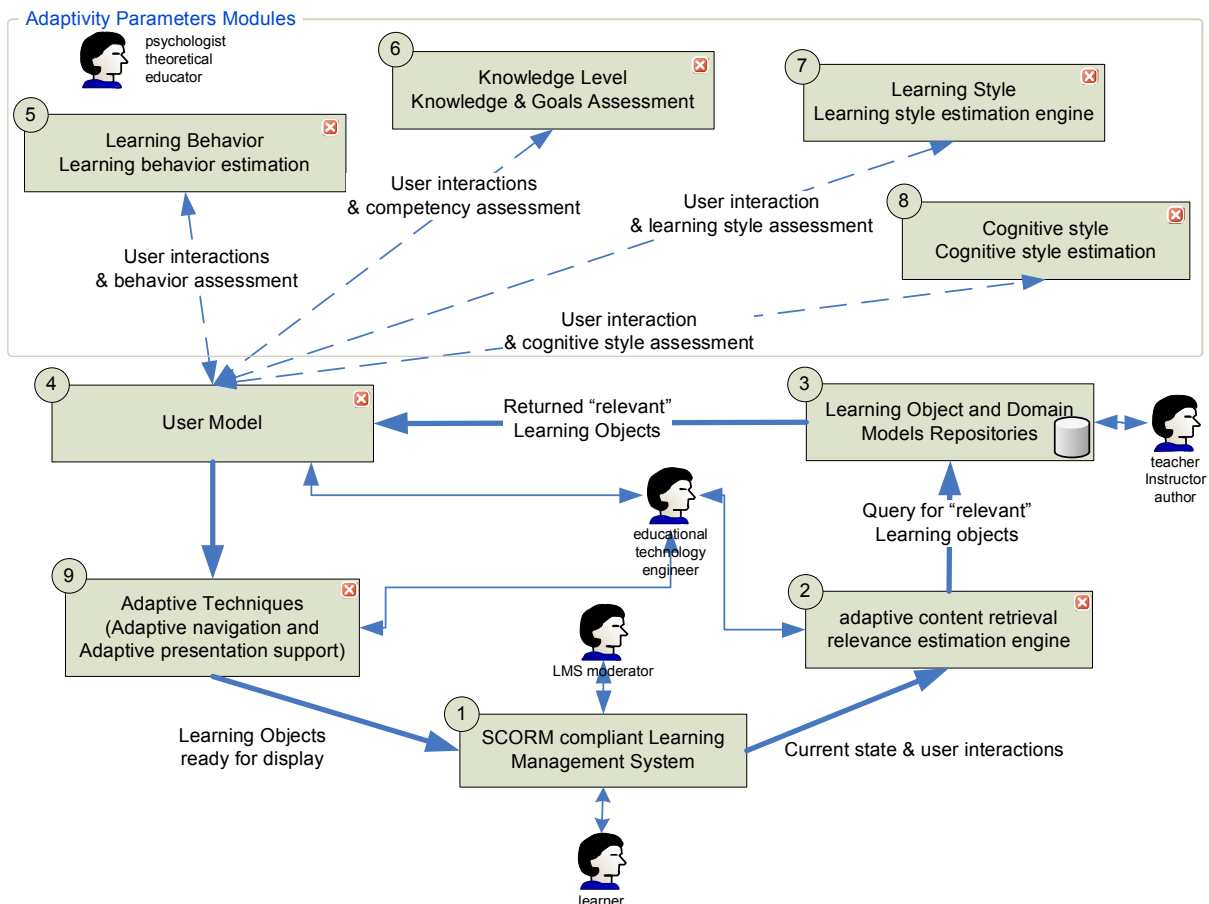 Adaptivity Parameters Modules
psychologist
theoretical
educator
5
Learning Behavior
Learning behavior estimation
6
Knowledge Level
Knowledge & Goals Assessment
7
Learning Style
Learning style estimation engine
8
Cognitive style
Cognitive style estimation
User interactions
& behavior assessment
User interactions
& competency assessment
User interaction
& learning style assessment
User interaction
& cognitive style assessment
4
User Model
Returned “relevant”
Learning Objects
3
Learning Object and Domain
Models Repositories
teacher
Instructor
author
educational
technology
engineer
Query for “relevant”
Learning objects
9
Adaptive Techniques
(Adaptive navigation and
Adaptive presentation support)
2
adaptive content retrieval
relevance estimation engine
LMS moderator
Learning Objects
ready for display
1
SCORM compliant Learning
Management System
Current state & user interactions
learner